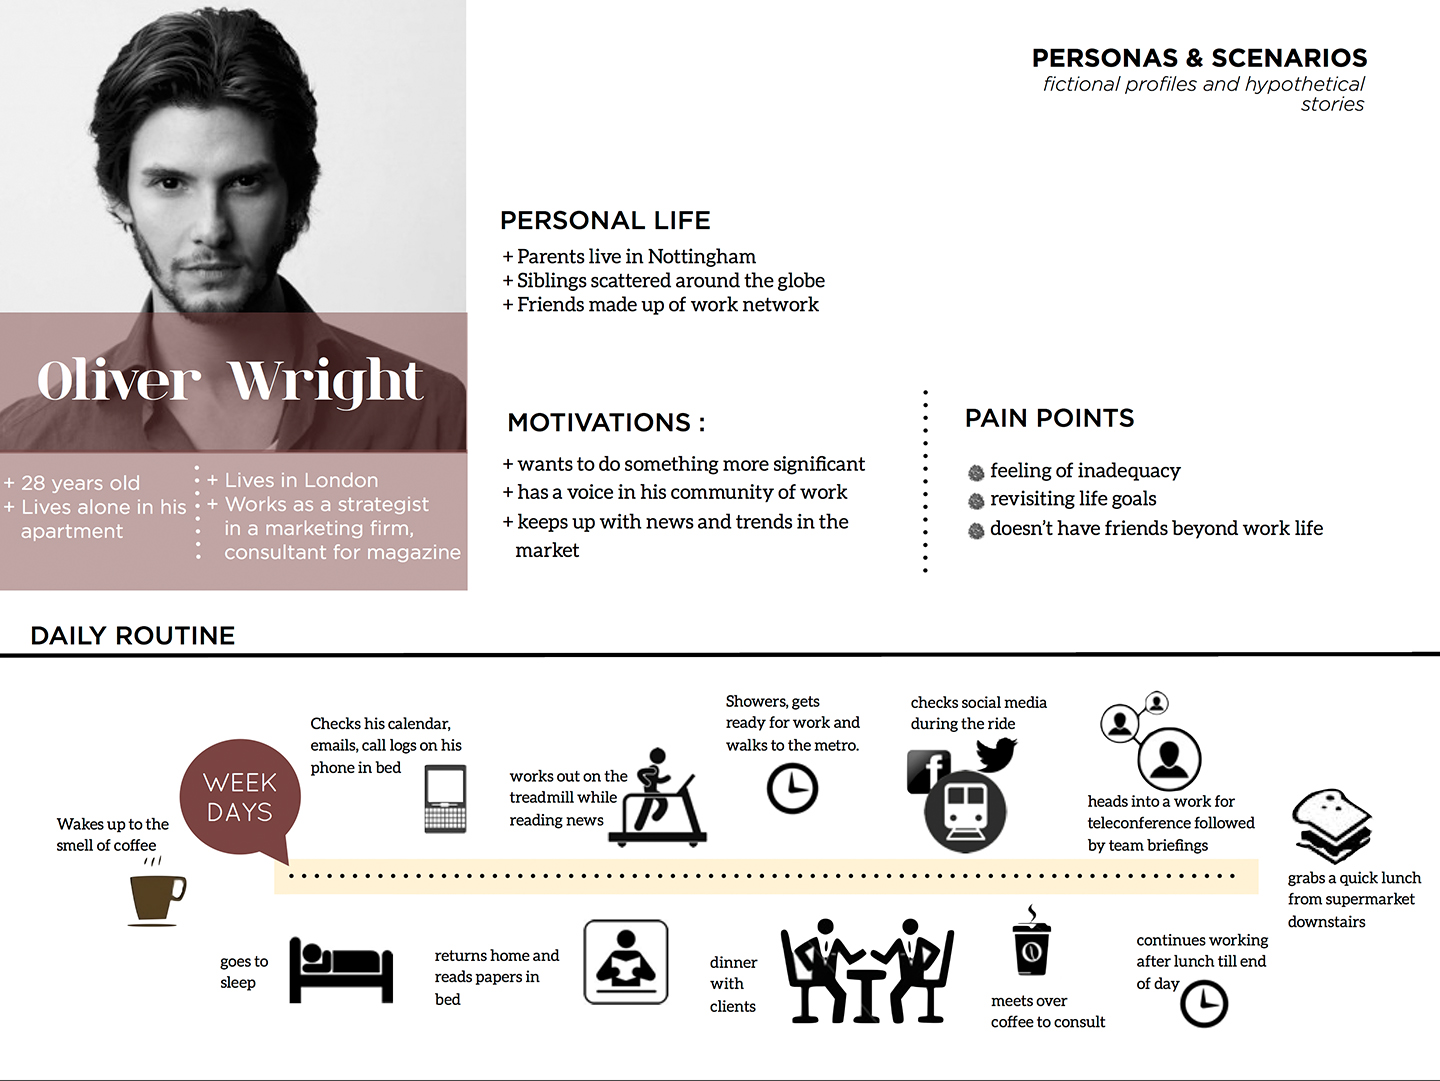 PERSONAS & SCENARIOS
fictional profiles and hypothetical
stories
PERSONAL LIFE
+ Parents live in Nottingham
+ Siblings scattered around the globe
+ Friends made up of work network
Oliver Wright
+ 28 years old
+ Lives alone in his
apartment
+ Lives in London
+ Works as a strategist
in a marketing firm,
consultant for magazine
MOTIVATIONS :
+ wants to do something more significant
+ has a voice in his community of work
+ keeps up with news and trends in the
market
PAIN POINTS
feeling of inadequacy
revisiting life goals
doesn't have friends beyond work life
DAILY ROUTINE
WEEK
DAYS
Wakes up to the
smell of coffee
Checks his calendar,
emails, call logs on his
phone in bed
works out on the
treadmill while
reading news
Showers, gets
ready for work and
walks to the metro.
checks social media
during the ride
f
heads into a work for
teleconference followed
by team briefings
grabs a quick lunch
from supermarket
downstairs
continues working
after lunch till end
of day
meets over
coffee to consult
dinner
with
clients
returns home and
reads papers in
bed
goes to
sleep